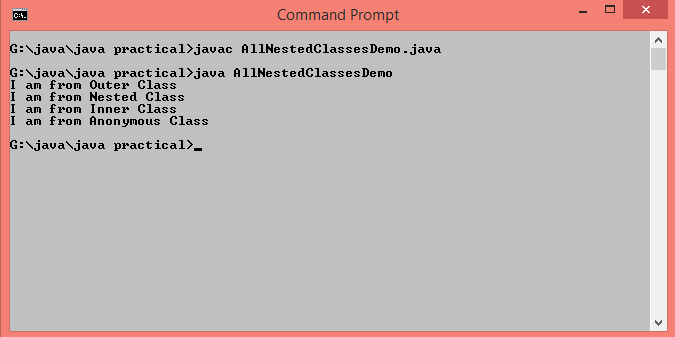 Command Prompt
G:\java\java practical>javac AllNestedClassesDemo.java
G:\java\java practical>java AllNestedClassesDemo
I am from Outer Class
I am from Nested Class
I am from Inner Class
I am from Anonymous Class
G:\java\java practical>_